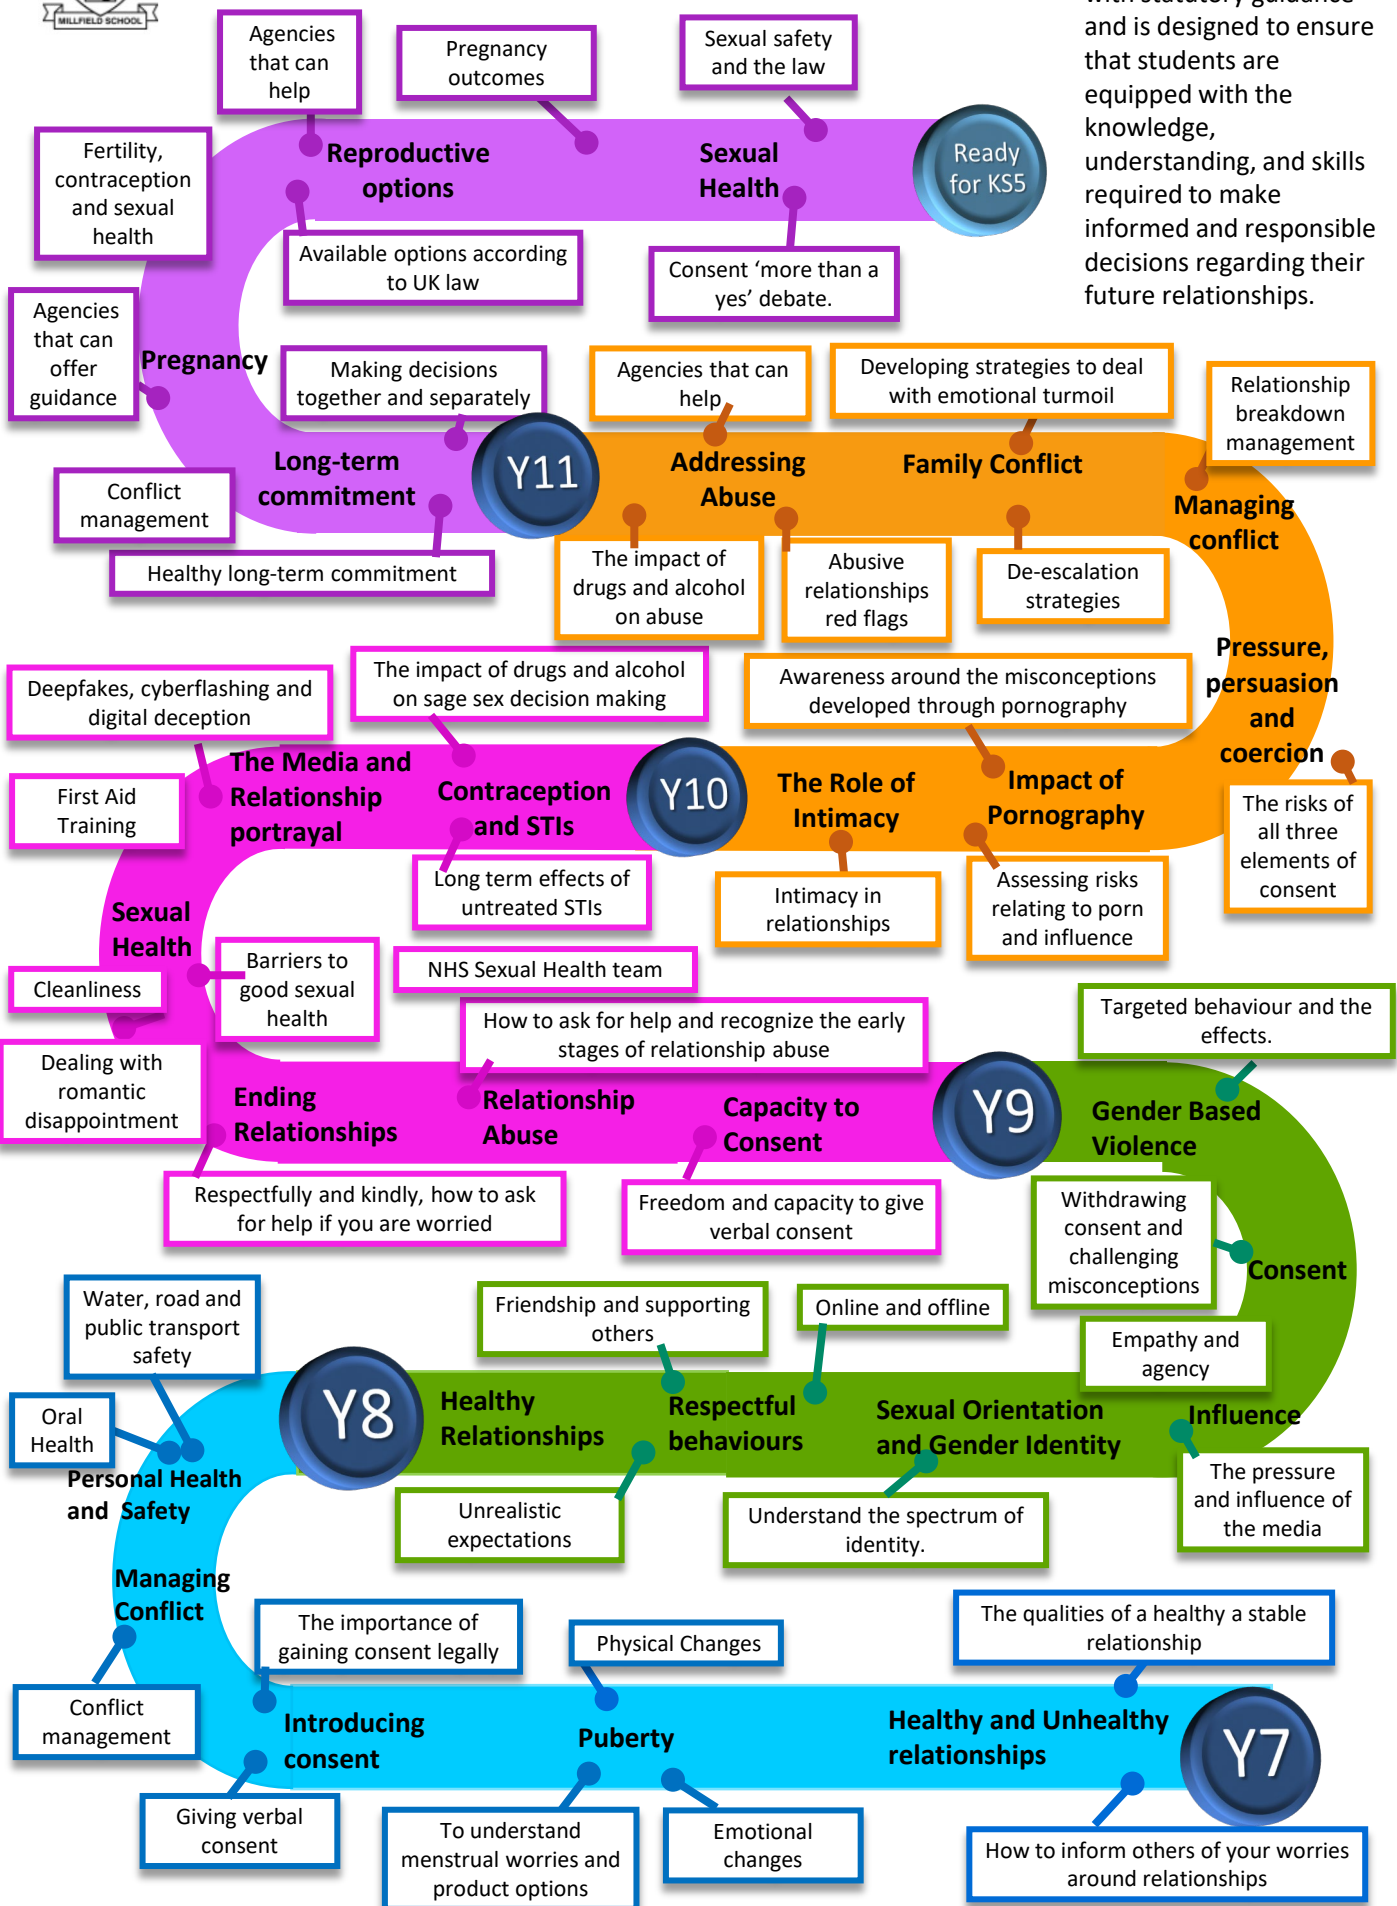 MILLFIELD SCHOOL
with statutory guidance
and is designed to ensure
that students are
equipped with the
knowledge,
understanding, and skills
required to make
informed and responsible
decisions regarding their
future relationships.
Agencies
that can
help
Pregnancy
outcomes
Sexual safety
and the law
Fertility,
contraception
and sexual
health
Reproductive
options
Sexual
Health
Ready
for KS5
Available options according
to UK law
Consent ‘more than a
yes’ debate.
Agencies
that can
offer
guidance
Pregnancy
Making decisions
together and separately
Agencies that can
help
Developing strategies to deal
with emotional turmoil
Relationship
breakdown
management
Long-term
commitment
Y11
Addressing
Abuse
Family Conflict
Managing
conflict
Conflict
management
Healthy long-term commitment
The impact of
drugs and alcohol
on abuse
Abusive
relationships
red flags
De-escalation
strategies
Pressure,
persuasion
and
coercion
Deepfakes, cyberflashing and
digital deception
The impact of drugs and alcohol
on sage sex decision making
Awareness around the misconceptions
developed through pornography
First Aid
Training
The Media and
Relationship
portrayal
Contraception
and STIs
Y10
The Role of
Intimacy
Impact of
Pornography
The risks of
all three
elements of
consent
Long term effects of
untreated STIs
Intimacy in
relationships
Assessing risks
relating to porn
and influence
Sexual
Health
Cleanliness
Barriers to
good sexual
health
NHS Sexual Health team
How to ask for help and recognize the early
stages of relationship abuse
Targeted behaviour and the
effects.
Dealing with
romantic
disappointment
Ending
Relationships
Relationship
Abuse
Capacity to
Consent
Y9
Gender Based
Violence
Respectfully and kindly, how to ask
for help if you are worried
Freedom and capacity to give
verbal consent
Withdrawing
consent and
challenging
misconceptions
Consent
Water, road and
public transport
safety
Friendship and supporting
others
Online and offline
Empathy and
agency
Oral
Health
Y8
Healthy
Relationships
Respectful
behaviours
Sexual Orientation
and Gender Identity
Influence
Personal Health
and Safety
Unrealistic
expectations
Understand the spectrum of
identity.
The pressure
and influence of
the media
Managing
Conflict
The importance of
gaining consent legally
Physical Changes
The qualities of a healthy a stable
relationship
Conflict
management
Introducing
consent
Puberty
Healthy and Unhealthy
relationships
Y7
Giving verbal
consent
To understand
menstrual worries and
product options
Emotional
changes
How to inform others of your worries
around relationships